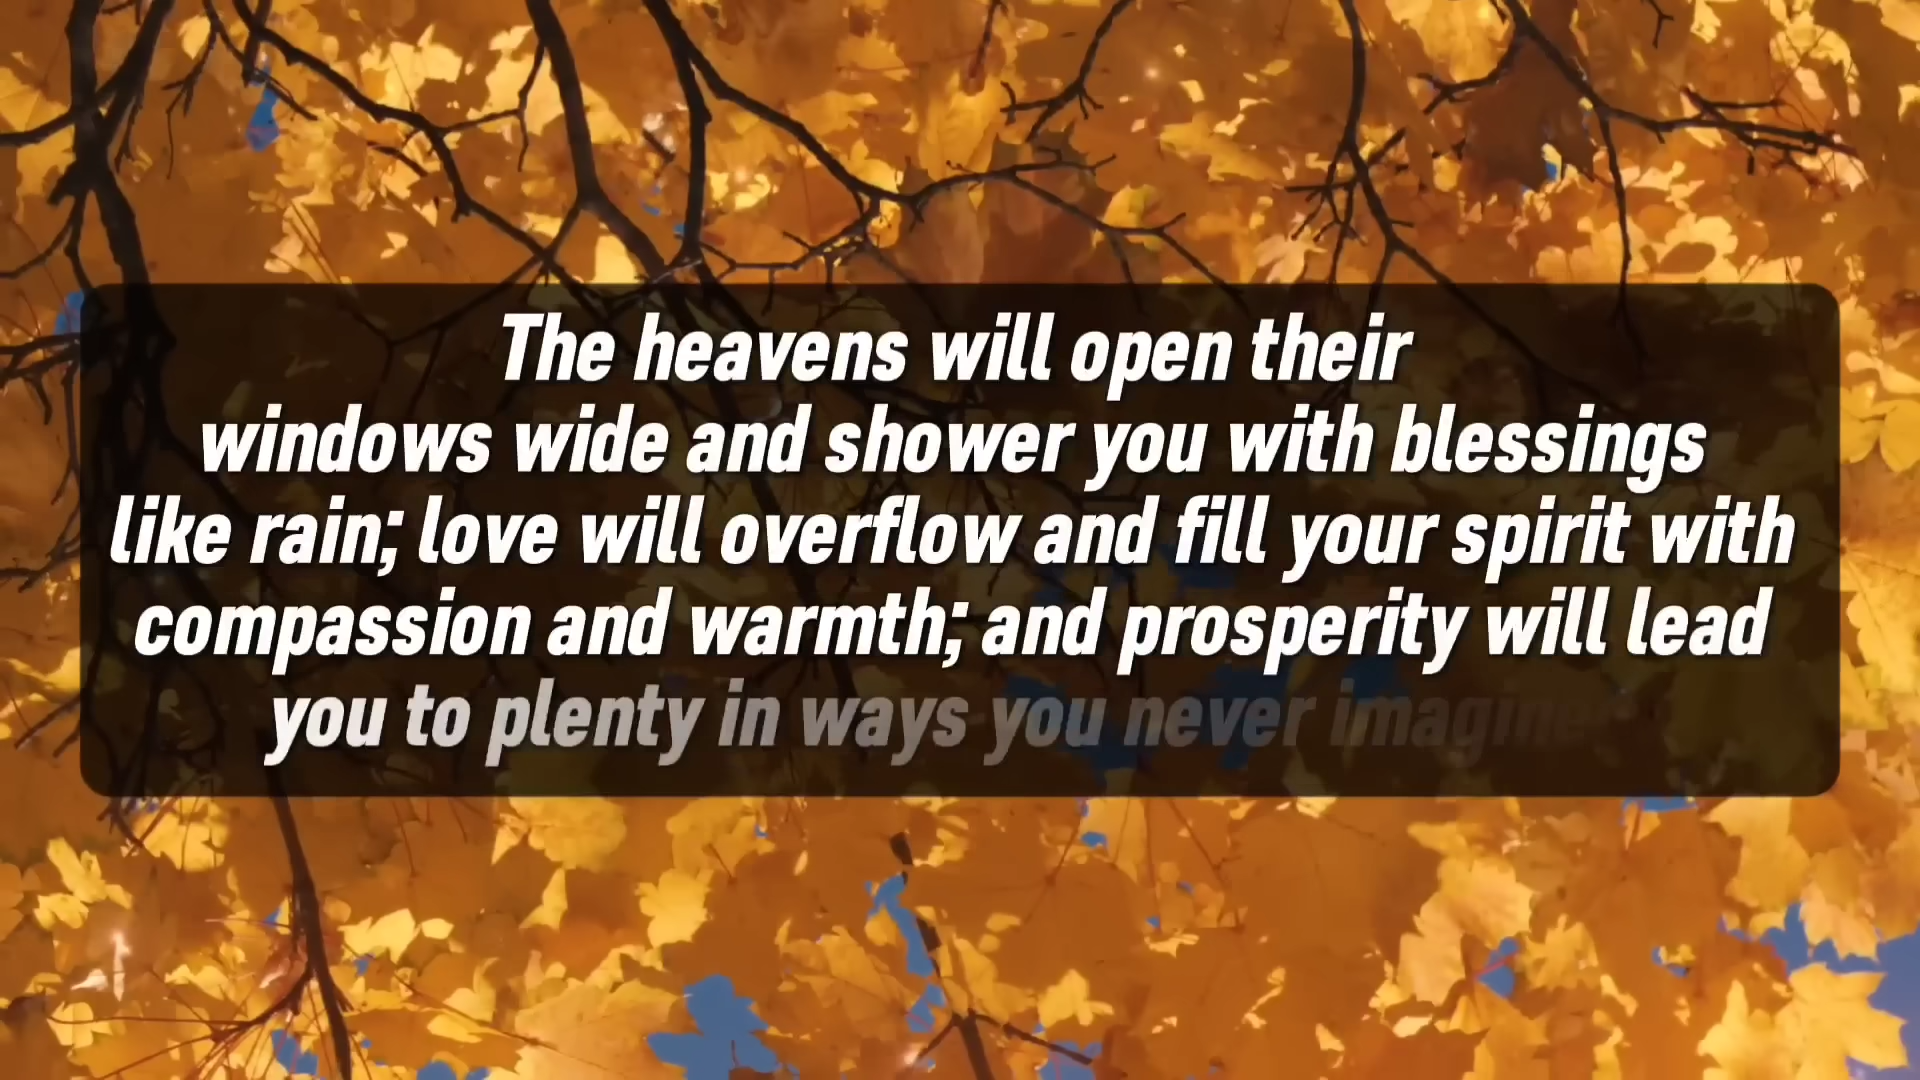 The heavens will open their
windows wide and shower you with blessings
like rain; love will overflow and fill your spirit with
compassion and warmth; and prosperity will lead
you to plenty in ways you never imagine